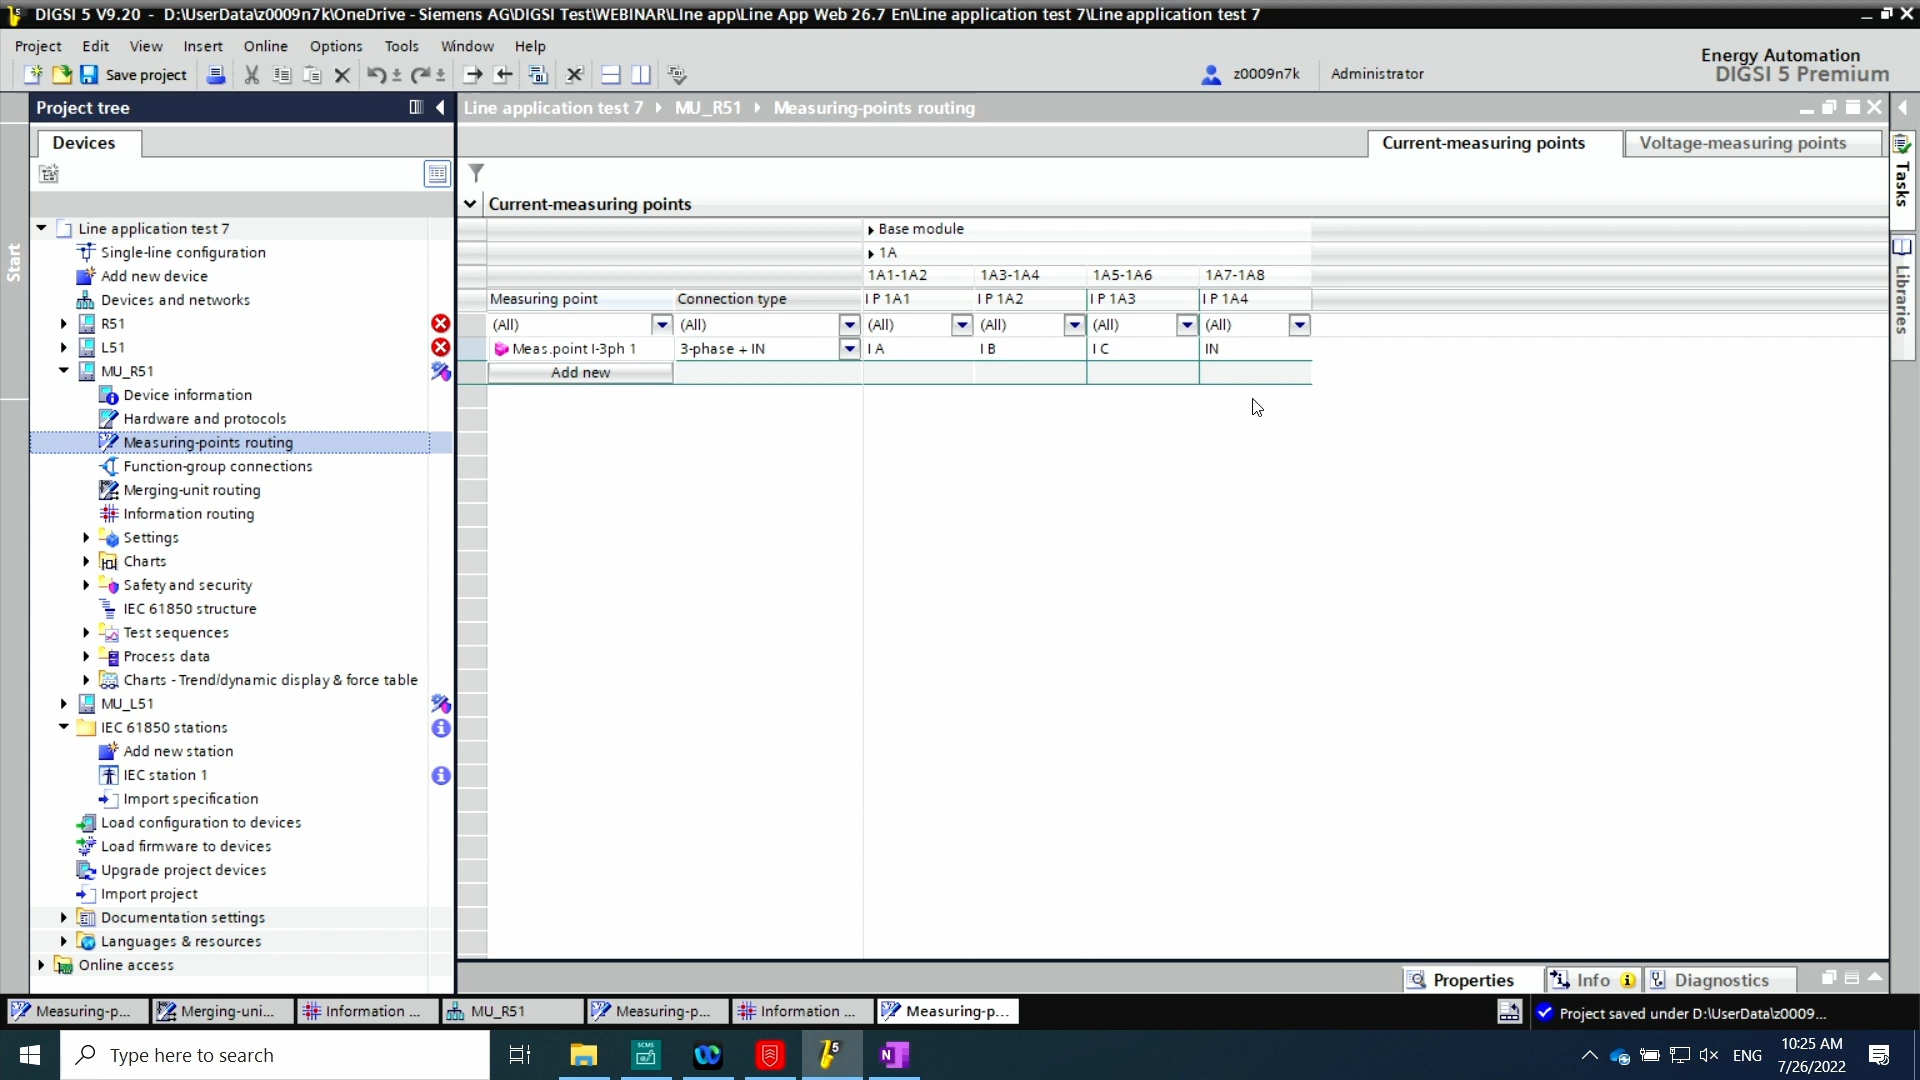 DIGSI 5 V9.20 - D:\UserData\z0009n7k\OneDrive - Siemens AG\DIGSI Test\WEBINAR\LIne app\Line App Web 26.7 En\Line application test 7\Line application test 7
Project Edit View Insert Online Options Tools Window Help
Energy Automation
DIGSI 5 Premium
Save project
z0009n7k Administrator
Project tree
Line application test 7 MU_R51 Measuring-points routing
Devices
Current-measuring points Voltage-measuring points
Tasks
Libraries
Start
Current-measuring points
Base module
1A
1A1-1A2 1A3-1A4 1A5-1A6 1A7-1A8
Measuring point Connection type I P 1A1 I P 1A2 I P 1A3 I P 1A4
(All) (All) (All) (All) (All) (All)
Meas.point I-3ph 1 3-phase + IN I A I B I C IN
Add new
Line application test 7
Single-line configuration
Add new device
Devices and networks
R51
L51
MU_R51
Device information
Hardware and protocols
Measuring-points routing
Function-group connections
Merging-unit routing
Information routing
Settings
Charts
Safety and security
IEC 61850 structure
Test sequences
Process data
Charts - Trend/dynamic display & force table
MU_L51
IEC 61850 stations
Add new station
IEC station 1
Import specification
Load configuration to devices
Load firmware to devices
Upgrade project devices
Import project
Documentation settings
Languages & resources
Online access
Properties Info Diagnostics
Measuring-p... Merging-uni... Information ... MU_R51 Measuring-p... Information ... Measuring-p...
Project saved under D:\UserData\z0009...
Type here to search
SCMS
ENG
10:25 AM
7/26/2022